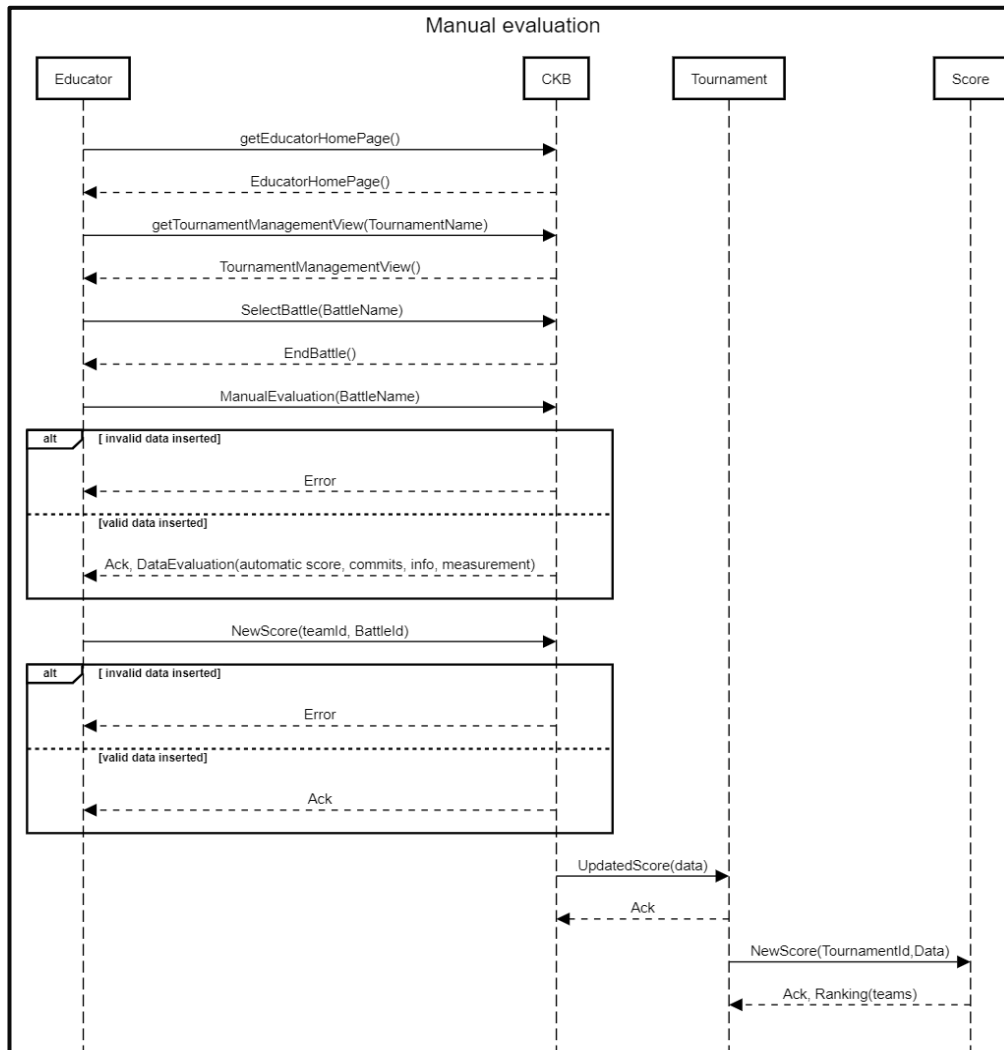 Manual evaluation
Educator
CKB
Tournament
Score
getEducatorHomePage()
EducatorHomePage()
getTournamentManagementView(TournamentName)
TournamentManagementView()
SelectBattle(BattleName)
EndBattle()
ManualEvaluation(BattleName)
alt
[ invalid data inserted]
Error
[valid data inserted]
Ack, DataEvaluation(automatic score, commits, info, measurement)
NewScore(teamId, BattleId)
alt
[ invalid data inserted]
Error
[valid data inserted]
Ack
UpdatedScore(data)
Ack
NewScore(TournamentId,Data)
Ack, Ranking(teams)